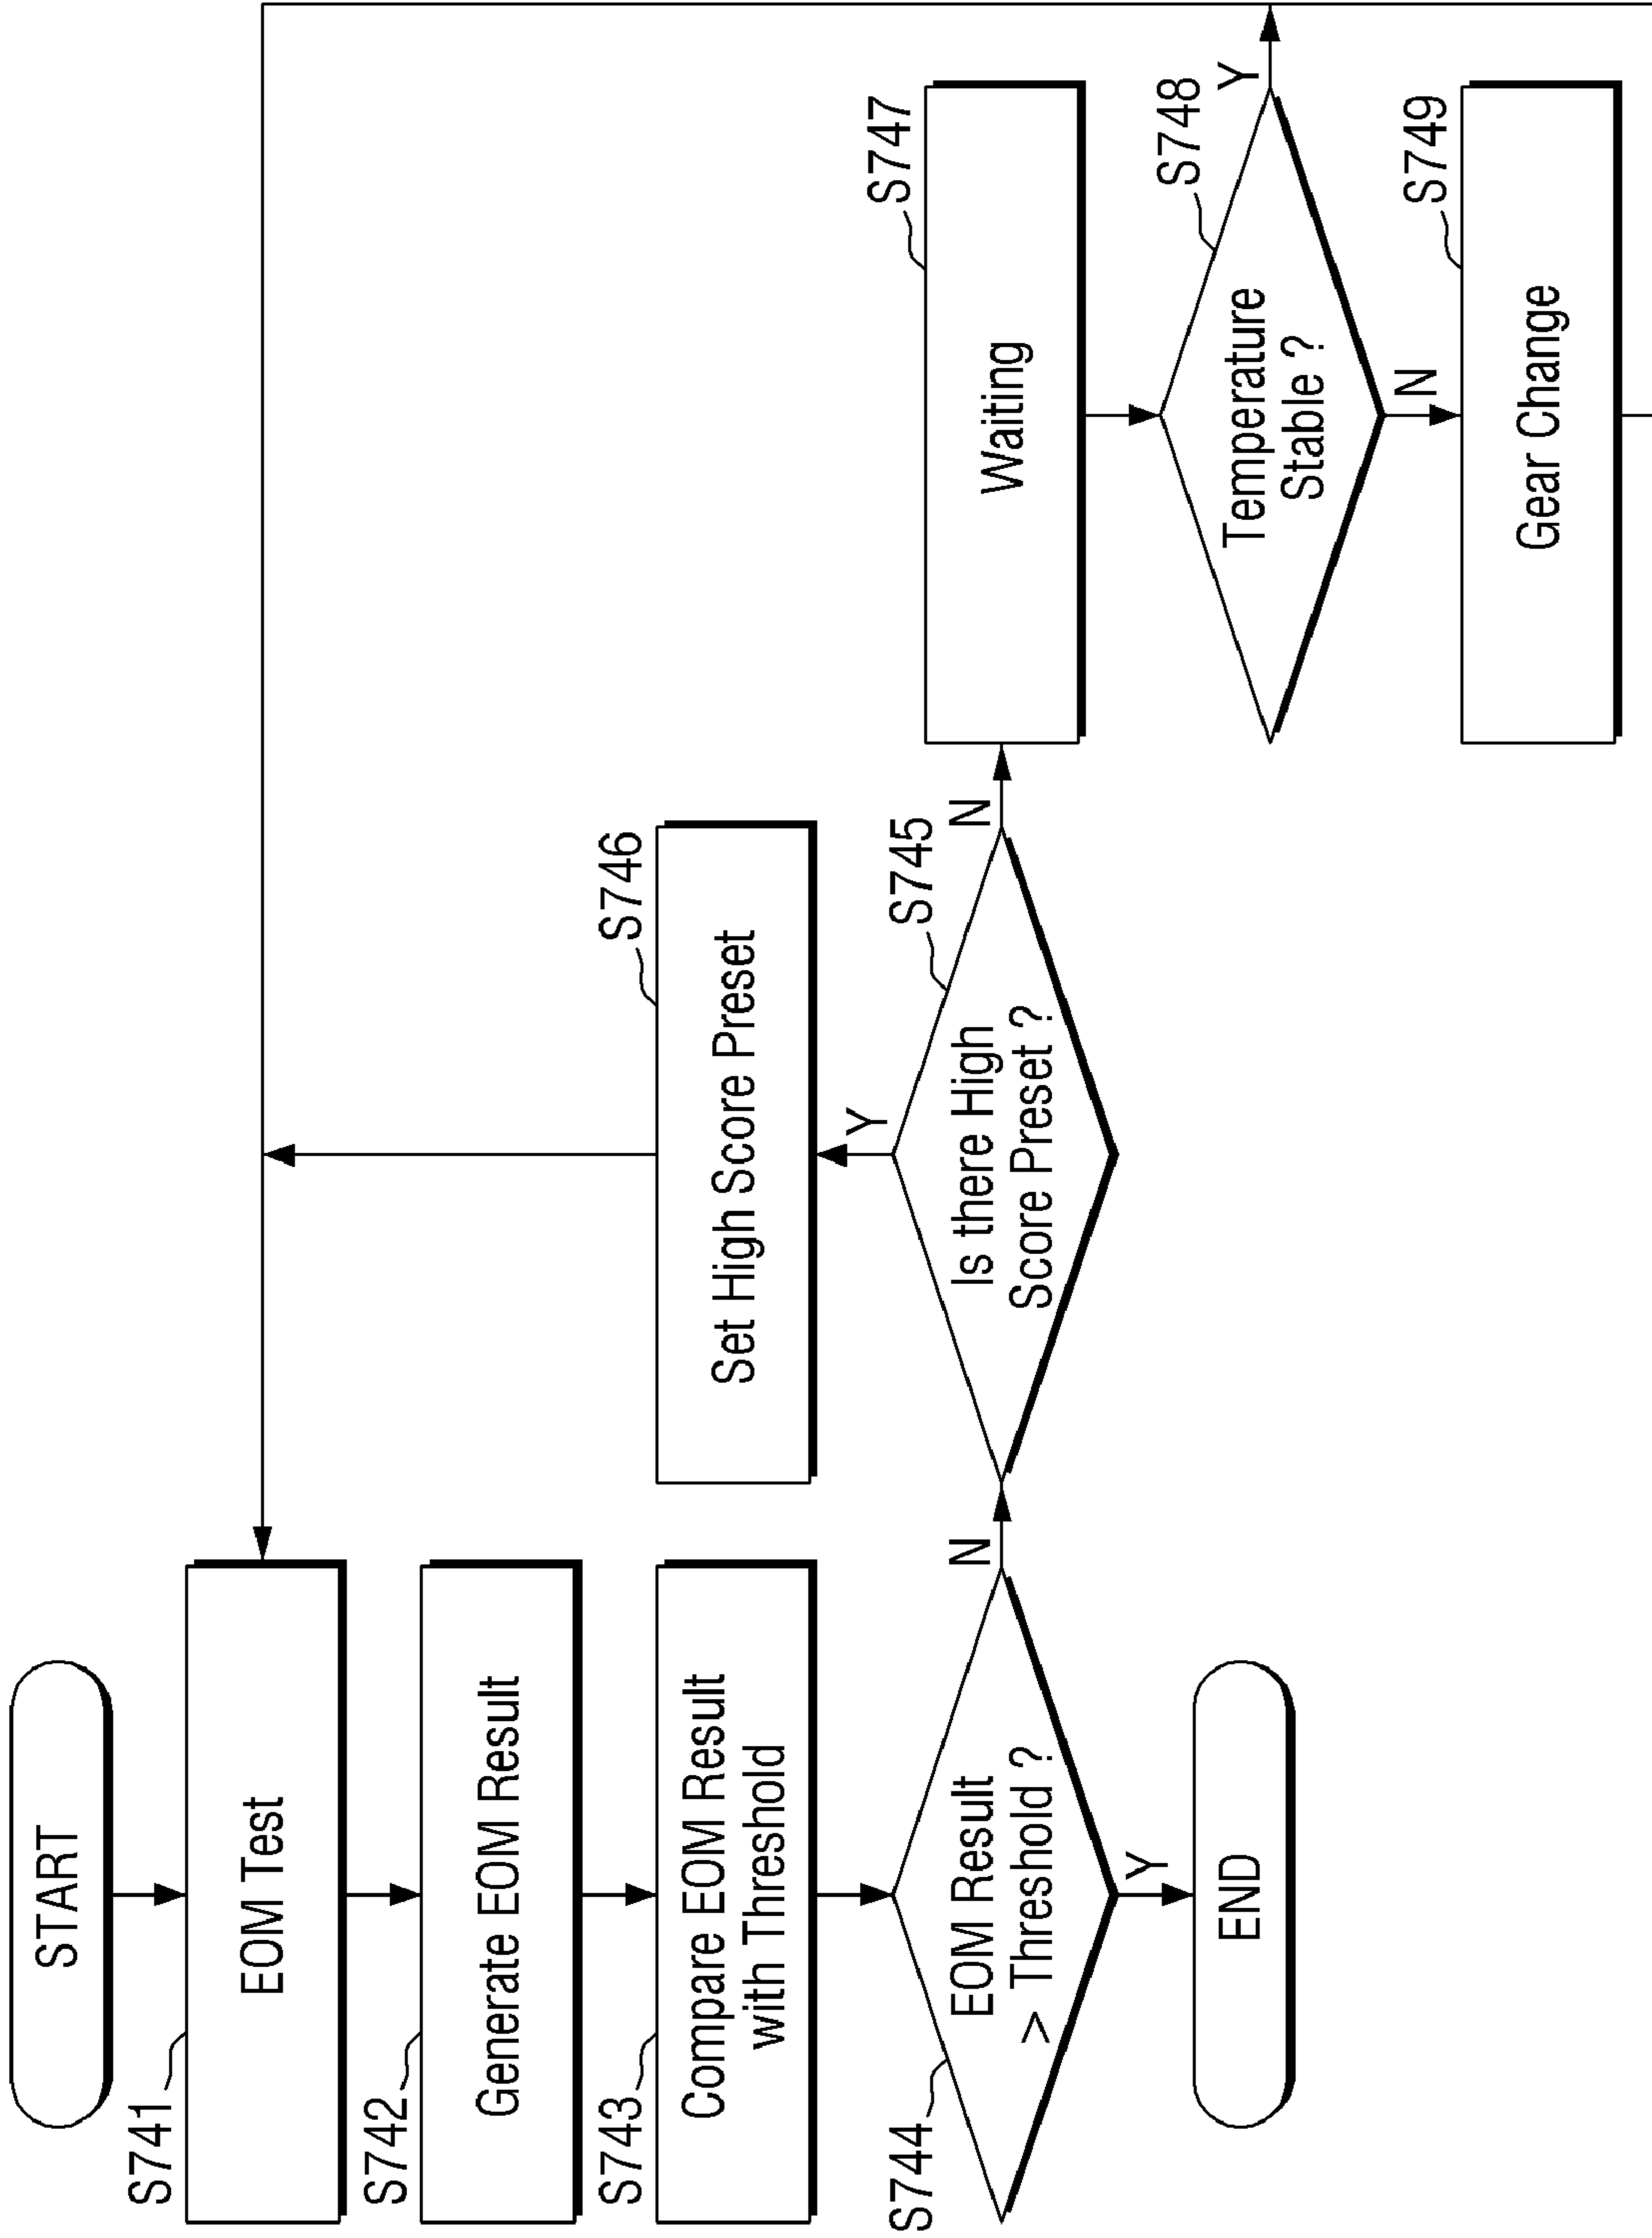 START
S741
EOM Test
S742
Generate EOM Result
S743
Compare EOM Result
with Threshold
S744
EOM Result
> Threshold ?
N
Y
END
S746
Set High Score Preset
Y
S745
Is there High
Score Preset ?
N
S747
Waiting
S748
Temperature
Stable ?
Y
N
S749
Gear Change